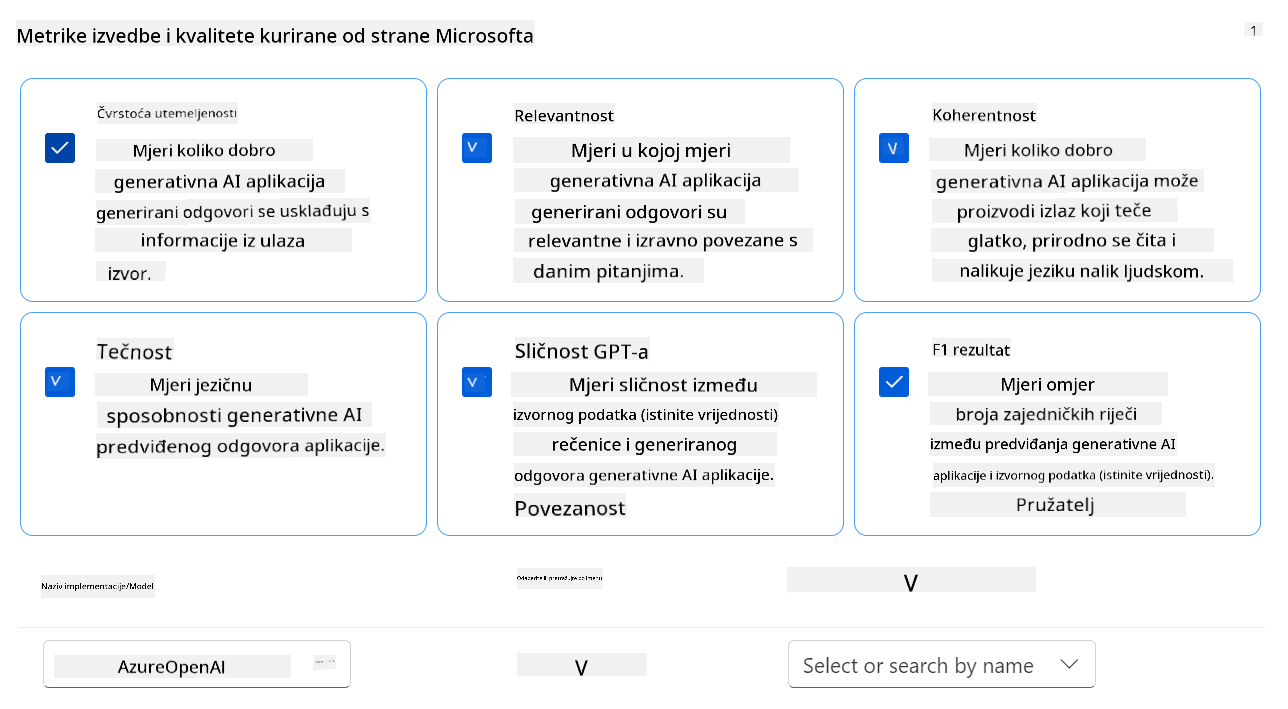 Metrike izvedbe i kvalitete kurirane od strane Microsofta
1
Čvrstoća utemeljenosti
Mjeri koliko dobro
generativna AI aplikacija
generirani odgovori se usklađuju s
informacije iz ulaza
izvor.
Relevantnost
Mjeri u kojoj mjeri
generativna AI aplikacija
generirani odgovori su
relevantne i izravno povezane s
danim pitanjima.
Koherentnost
Mjeri koliko dobro
generativna AI aplikacija može
proizvodi izlaz koji teče
glatko, prirodno se čita i
nalikuje jeziku nalik ljudskom.
Tečnost
Mjeri jezičnu
sposobnosti generativne AI
predviđenog odgovora aplikacije.
Sličnost GPT-a
Mjeri sličnost između
izvornog podatka (istinite vrijednosti)
rečenice i generiranog
odgovora generativne AI aplikacije.
Povezanost
F1 rezultat
Mjeri omjer
broja zajedničkih riječi
između predviđanja generativne AI
aplikacije i izvornog podatka (istinite vrijednosti).
Pružatelj
Naziv implementacije/Model
V
AzureOpenAI
V
Select or search by name